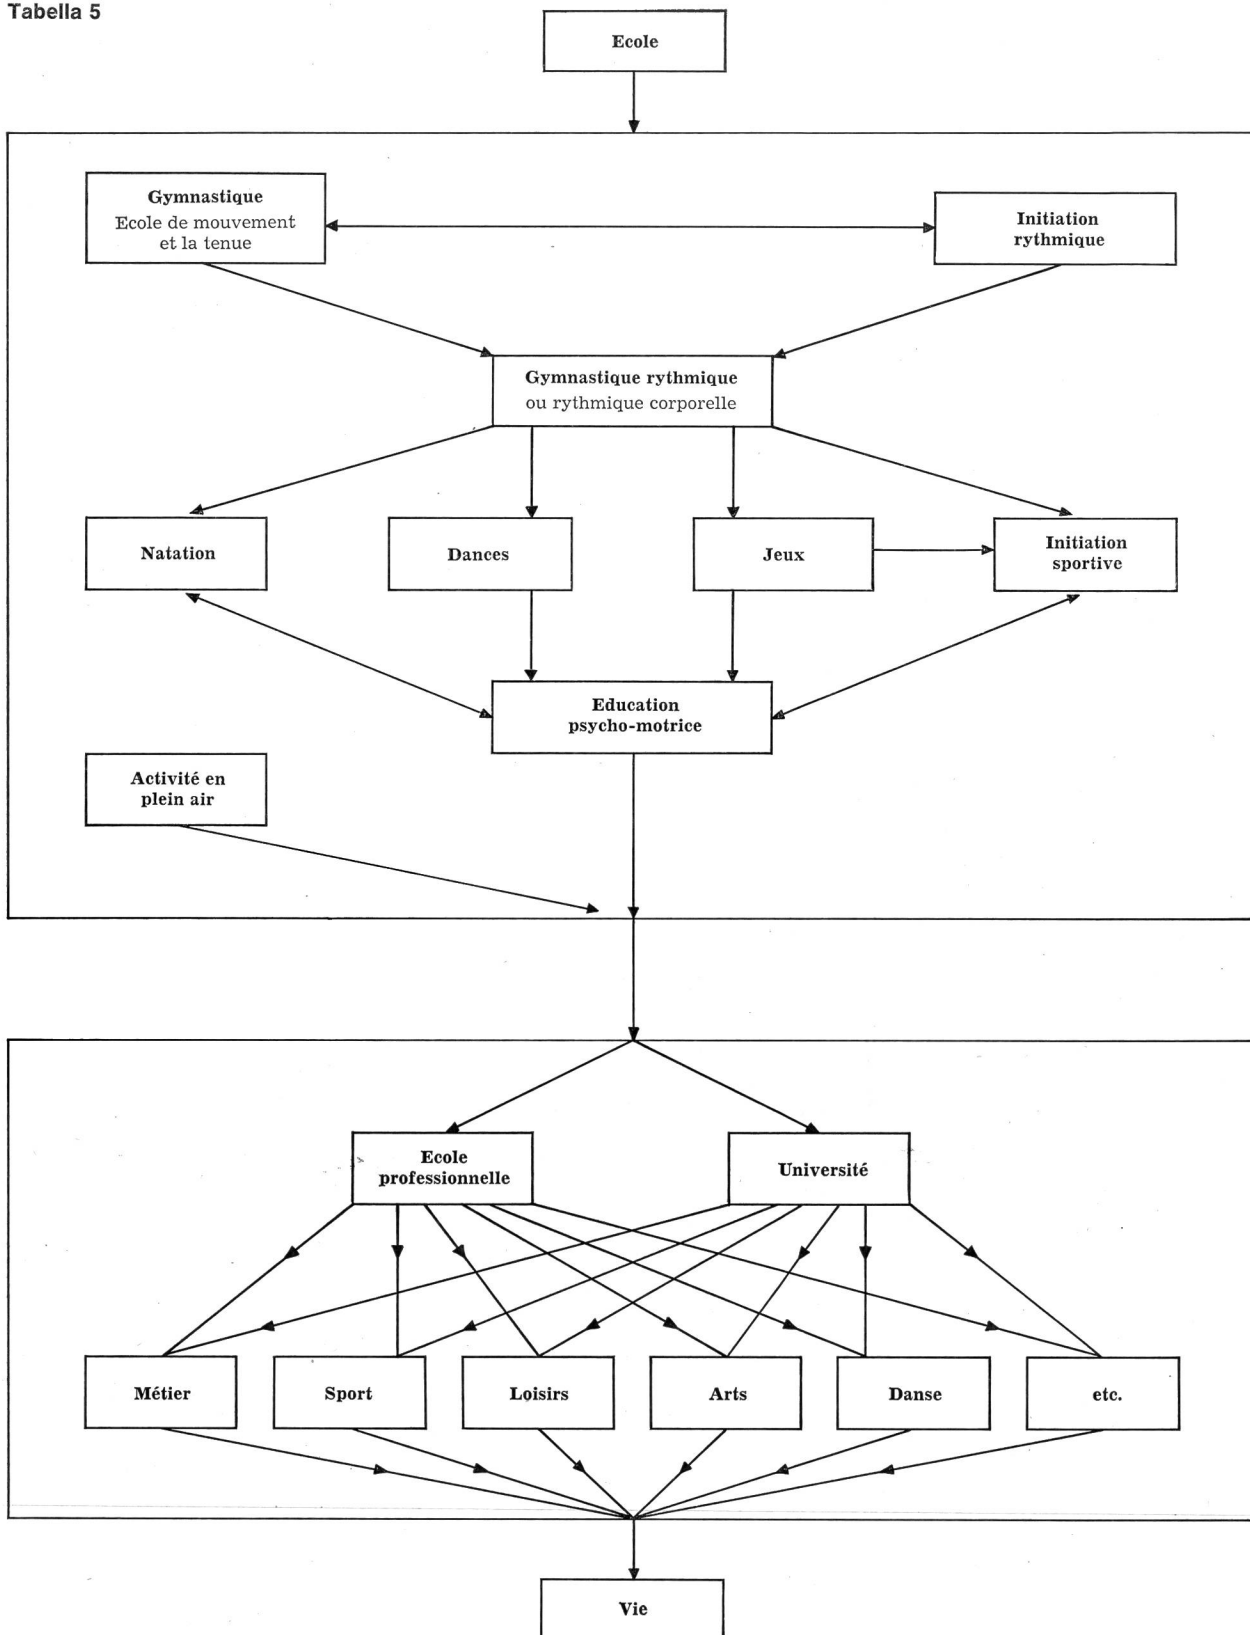 Tabella 5
Ecole
Gymnastique
Ecole de mouvement
et la tenue
Initiation
rythmique
Gymnastique rythmique
ou rythmique corporelle
Natation
Dances
Jeux
Initiation
sportive
Education
psycho-motrice
Activité en
plein air
Ecole
professionnelle
Université
Métier
Sport
Loisirs
Arts
Danse
etc.
Vie